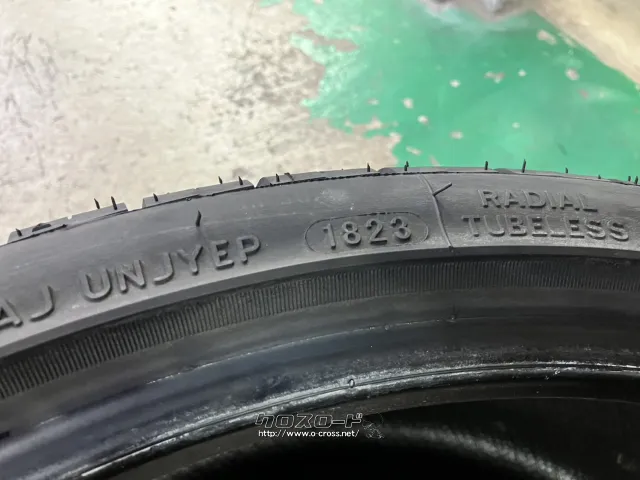 AJ UNJYEP 1823 RADIAL
TUBELESS
クロスロード
http://www.o-cross.net/